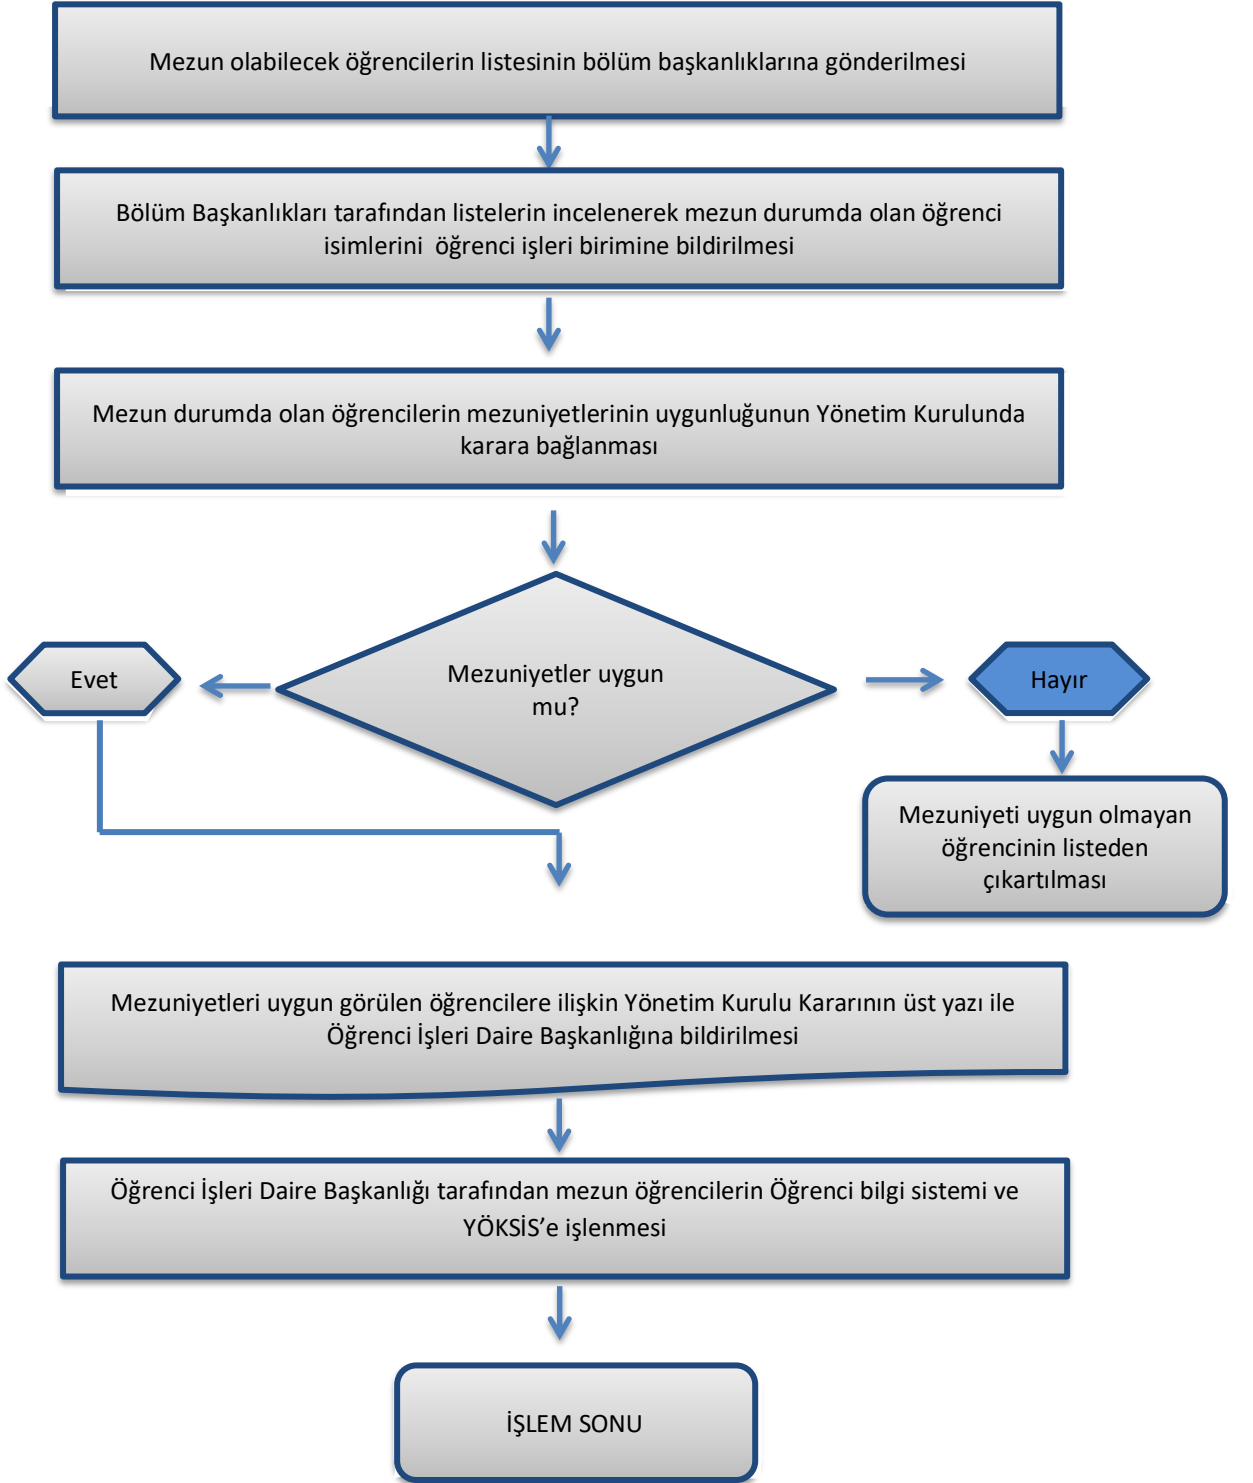 Mezun olabilecek öğrencilerin listesinin bölüm başkanlıklarına gönderilmesi
Bölüm Başkanlıkları tarafından listelerin incelenerek mezun durumda olan öğrenci
isimlerini öğrenci işleri birimine bildirilmesi
Mezun durumda olan öğrencilerin mezuniyetlerinin uygunluğunun Yönetim Kurulunda
karara bağlanması
Mezuniyetler uygun
mu?
Evet
Hayır
Mezuniyeti uygun olmayan
öğrencinin listeden
çıkartılması
Mezuniyetleri uygun görülen öğrencilere ilişkin Yönetim Kurulu Kararının üst yazı ile
Öğrenci İşleri Daire Başkanlığına bildirilmesi
Öğrenci İşleri Daire Başkanlığı tarafından mezun öğrencilerin Öğrenci bilgi sistemi ve
YÖKSİS’e işlenmesi
İŞLEM SONU